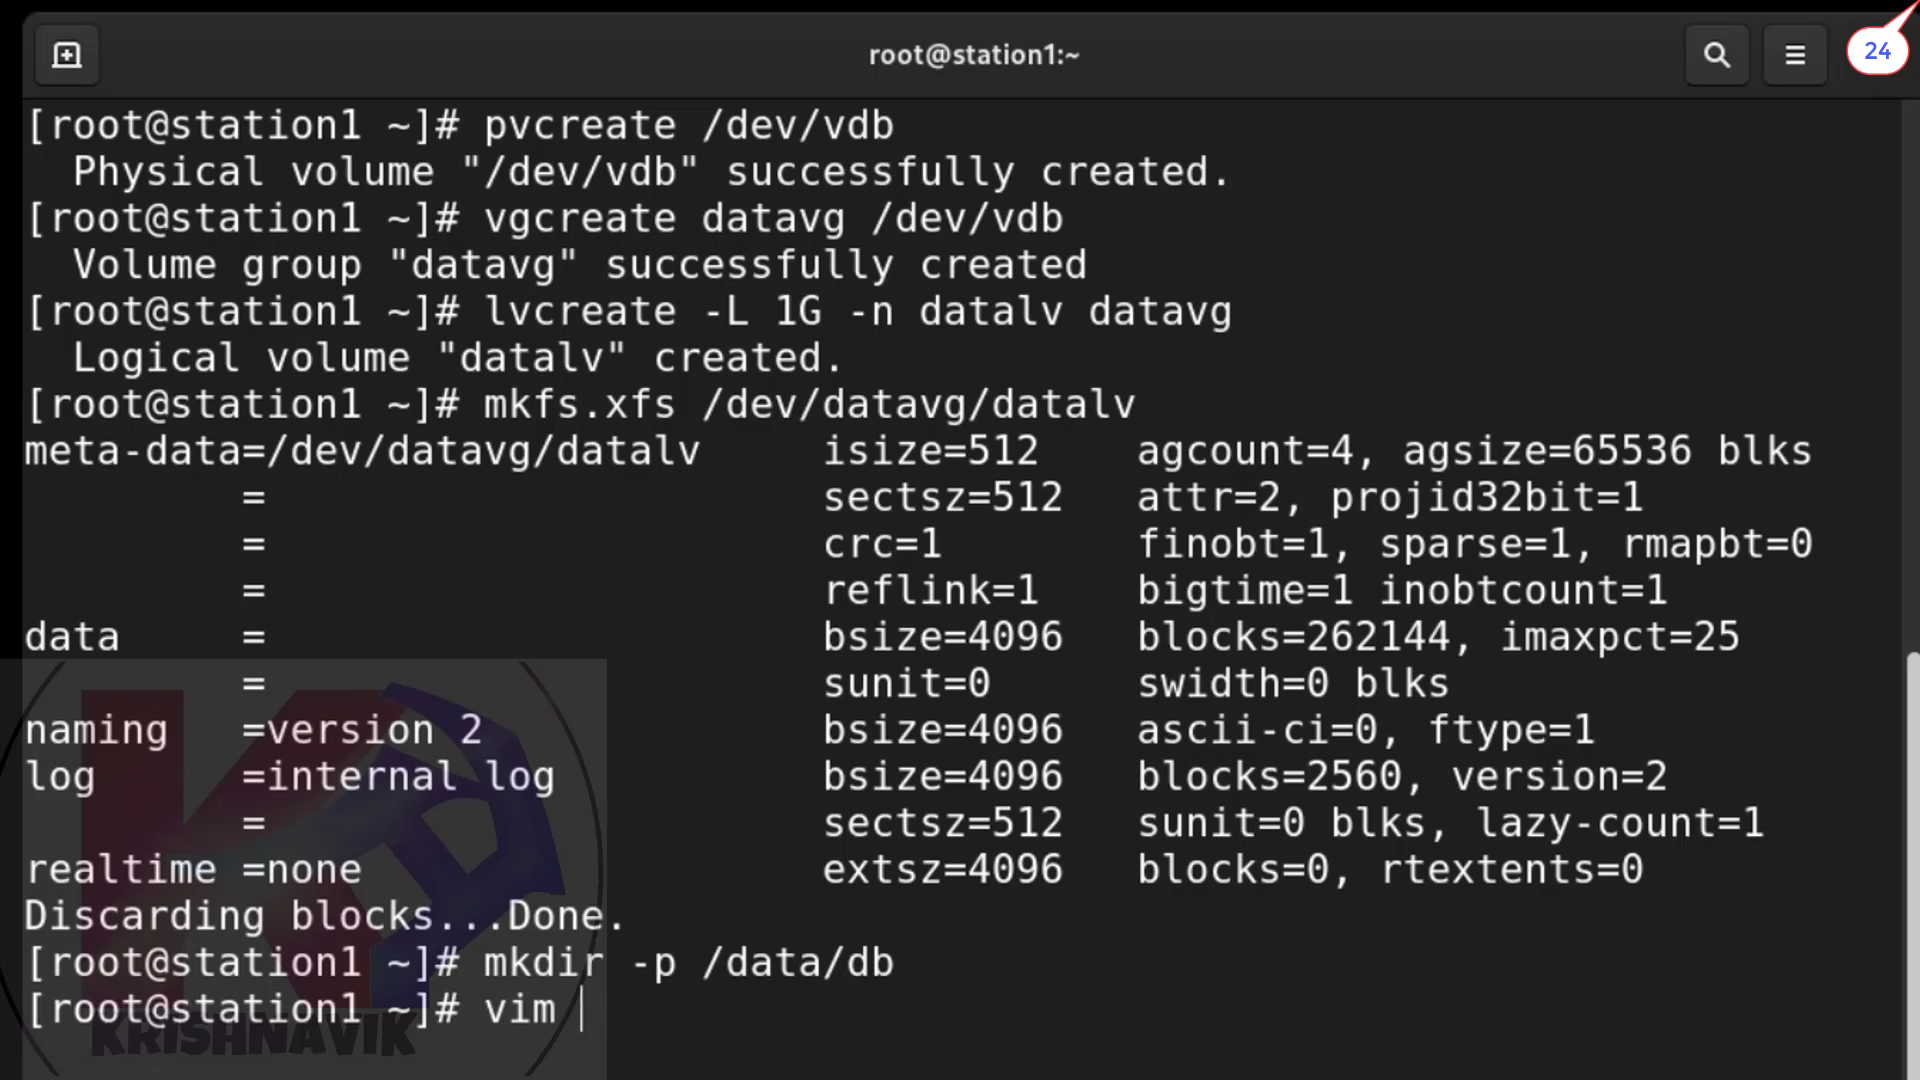 root@station1:~
24
[root@station1 ~]# pvcreate /dev/vdb
  Physical volume "/dev/vdb" successfully created.
[root@station1 ~]# vgcreate datavg /dev/vdb
  Volume group "datavg" successfully created
[root@station1 ~]# lvcreate -L 1G -n datalv datavg
  Logical volume "datalv" created.
[root@station1 ~]# mkfs.xfs /dev/datavg/datalv
meta-data=/dev/datavg/datalv     isize=512    agcount=4, agsize=65536 blks
         =                       sectsz=512   attr=2, projid32bit=1
         =                       crc=1        finobt=1, sparse=1, rmapbt=0
         =                       reflink=1    bigtime=1 inobtcount=1
data     =                       bsize=4096   blocks=262144, imaxpct=25
         =                       sunit=0      swidth=0 blks
naming   =version 2              bsize=4096   ascii-ci=0, ftype=1
log      =internal log           bsize=4096   blocks=2560, version=2
         =                       sectsz=512   sunit=0 blks, lazy-count=1
realtime =none                   extsz=4096   blocks=0, rtextents=0
Discarding blocks...Done.
[root@station1 ~]# mkdir -p /data/db
[root@station1 ~]# vim
KRISHNAVIK